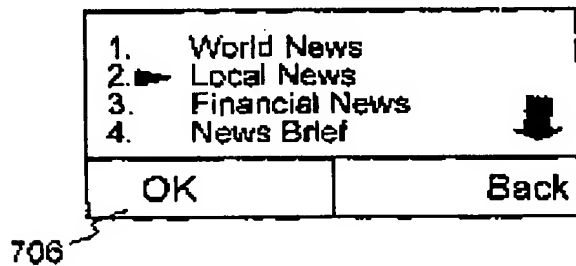 1. World News
2. Local News
3. Financial News
4. News Brief
OK Back
706